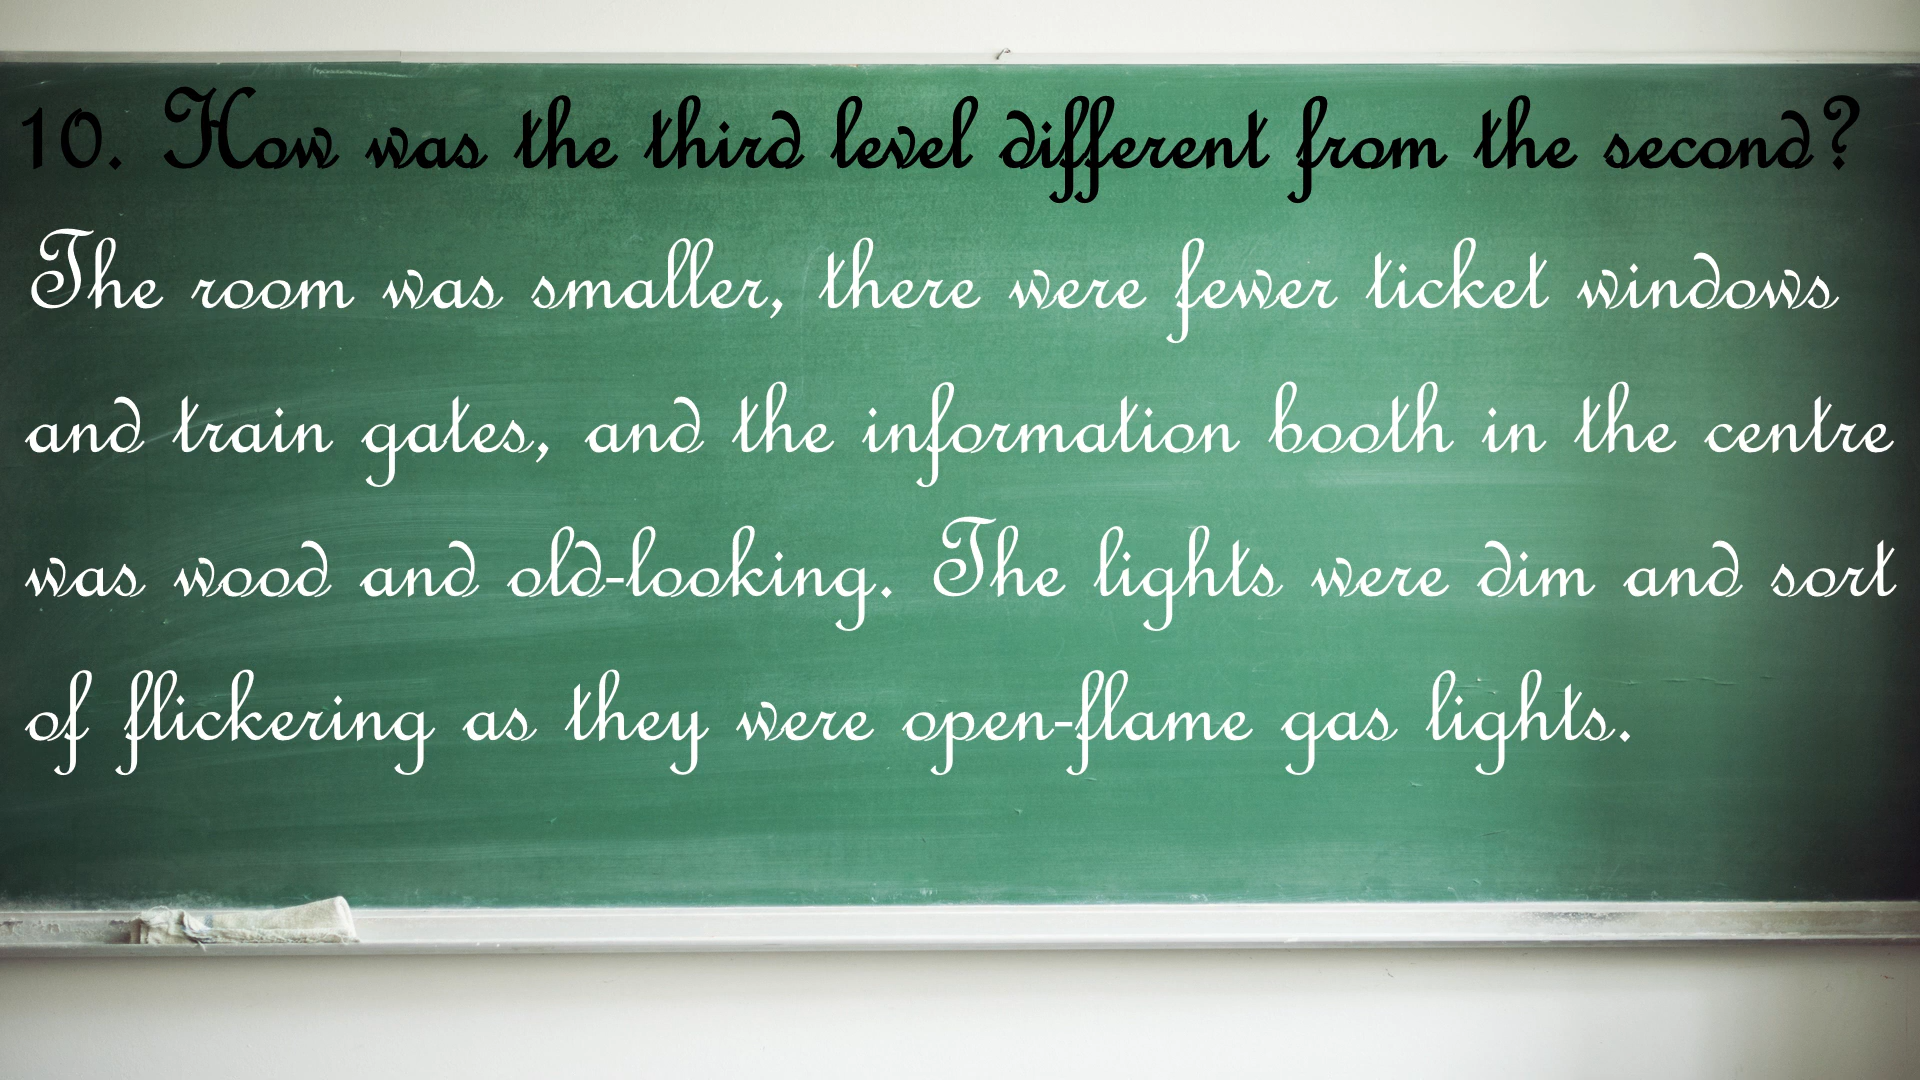 10. How was the third level different from the second?
The room was smaller, there were fewer ticket windows
and train gates, and the information booth in the centre
was wood and old-looking. The lights were dim and sort
of flickering as they were open-flame gas lights.